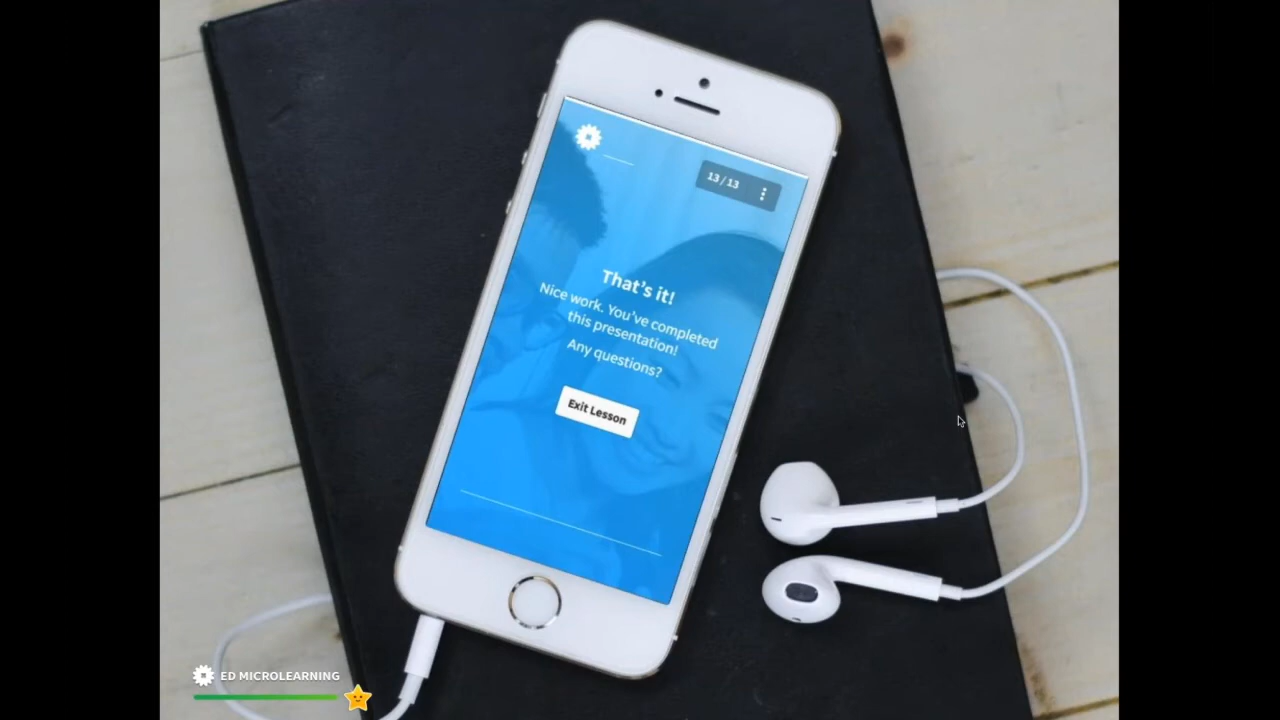 13 / 13
That's it!
Nice work. You've completed
this presentation!
Any questions?
Exit Lesson
ED MICROLEARNING